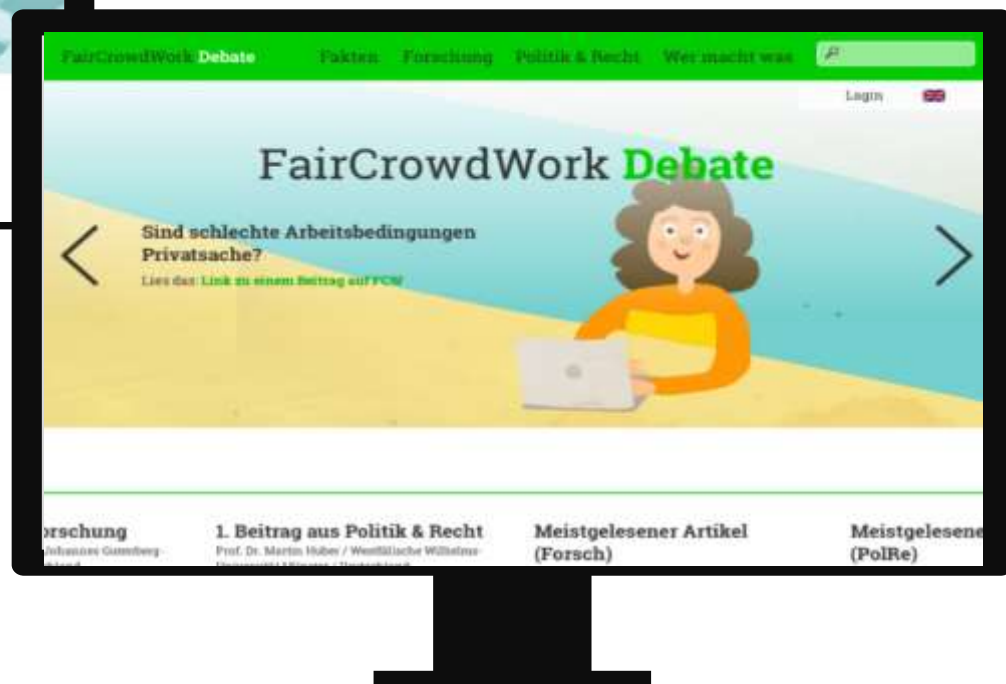 FairCrowdWork Debate Fakten Forschung Politik & Recht Wer macht was
Login
FairCrowdWork Debate
Sind schlechte Arbeitsbedingungen
Privatsache?
Lies das: Link zu einem Beitrag auf FCW
orschung
Johannes Gutenberg-
1. Beitrag aus Politik & Recht
Prof. Dr. Martin Huber / Westfälische Wilhelms-
Meistgelesener Artikel
(Forsch)
Meistgelesene
(PolRe)